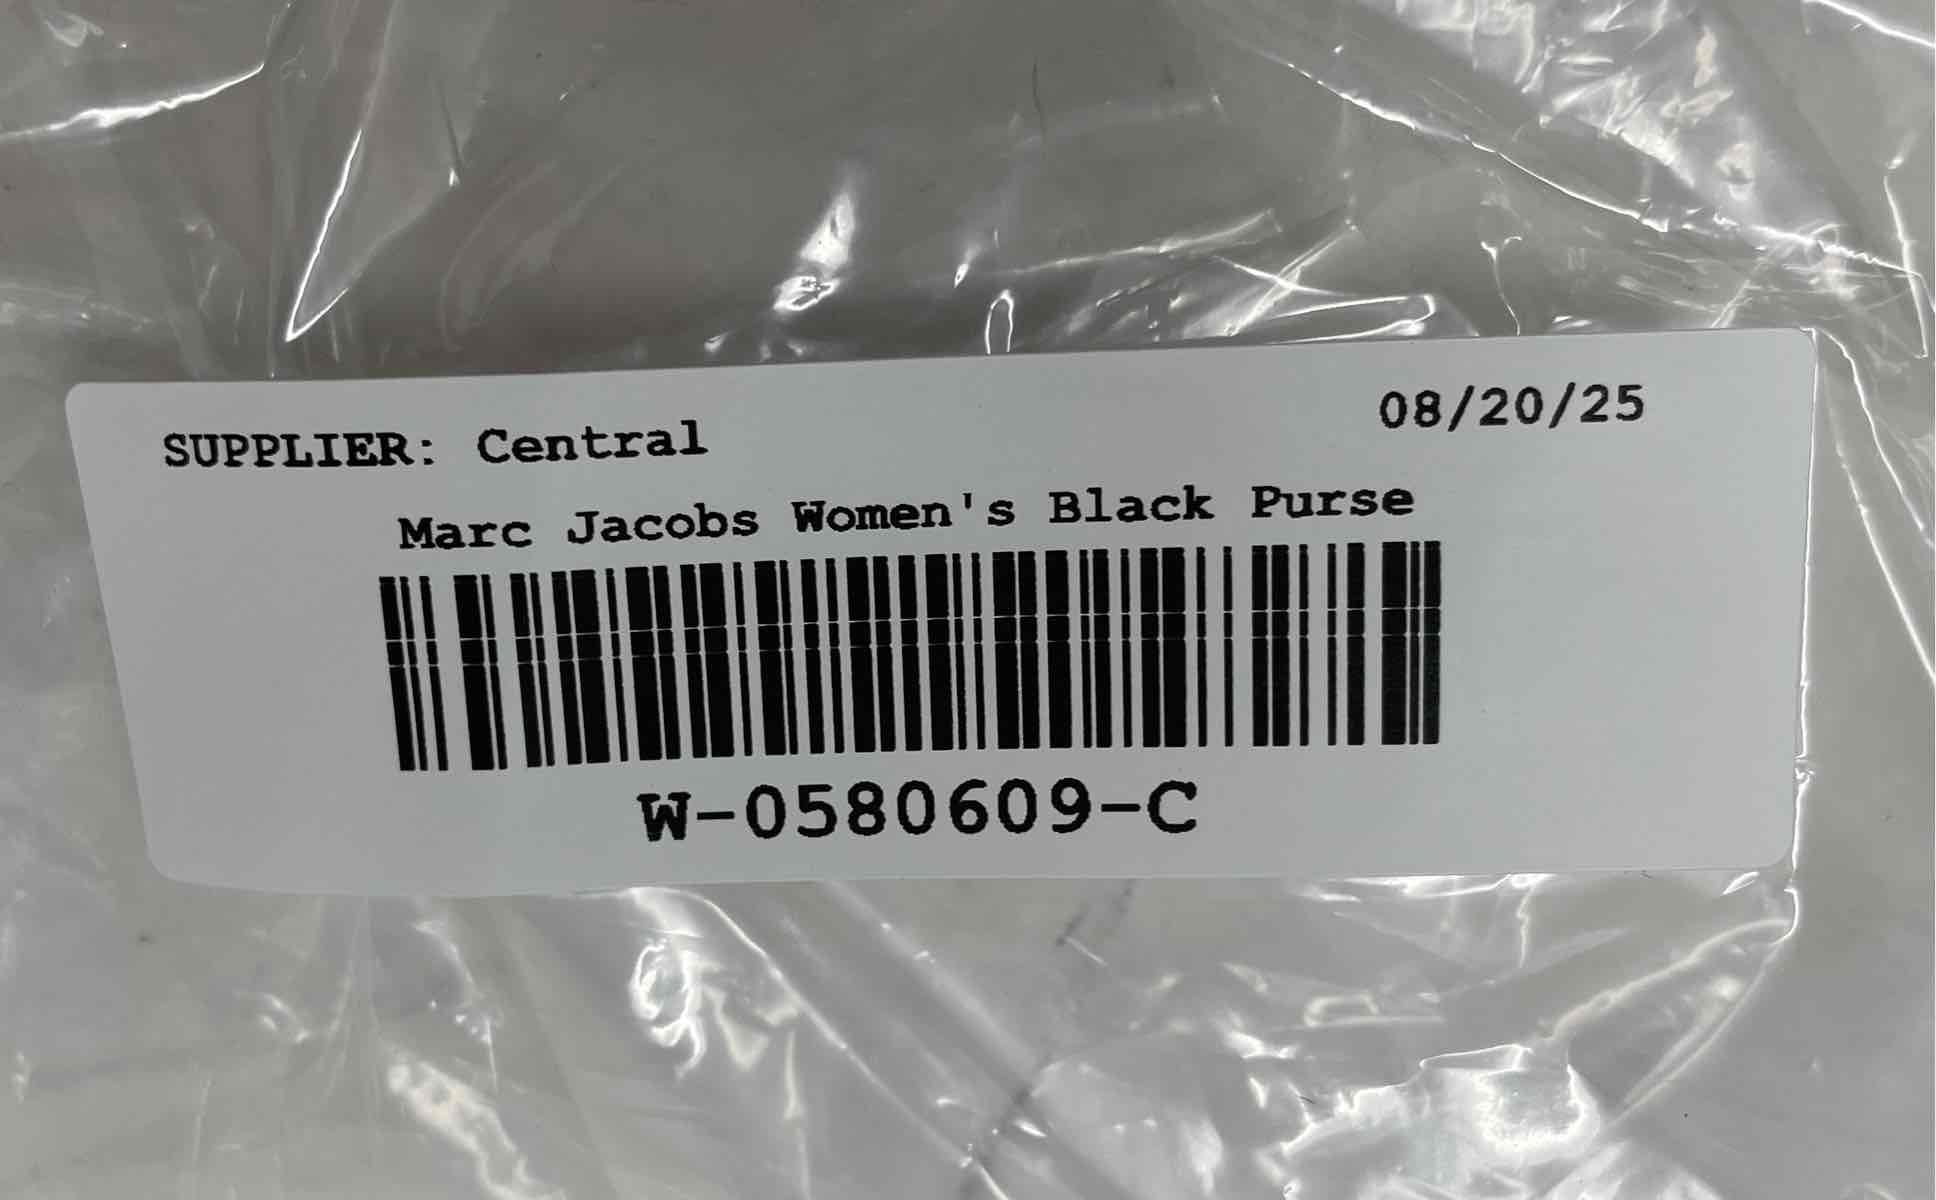 SUPPLIER: Central 08/20/25
Marc Jacobs Women's Black Purse
W-0580609-C